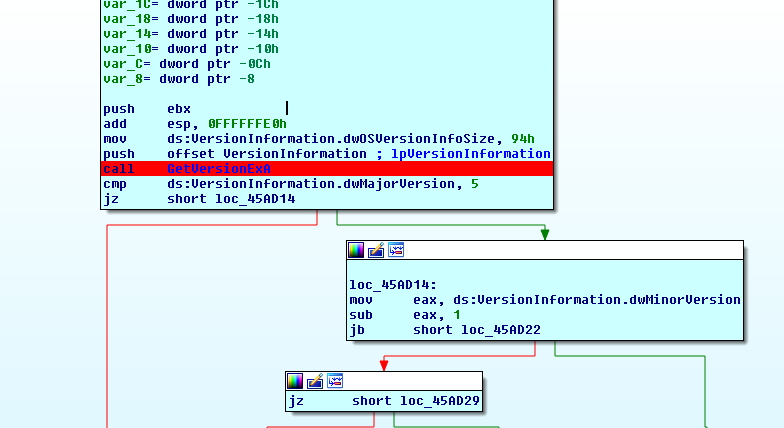 var_1C= dword ptr -1Ch
var_18= dword ptr -18h
var_14= dword ptr -14h
var_10= dword ptr -10h
var_C= dword ptr -0Ch
var_8= dword ptr -8
push ebx
add esp, 0FFFFFFE0h
mov ds:VersionInformation.dwOSVersionInfoSize, 94h
push offset VersionInformation ; lpVersionInformation
call GetVersionExA
cmp ds:VersionInformation.dwMajorVersion, 5
jz short loc_45AD14
loc_45AD14:
mov eax, ds:VersionInformation.dwMinorVersion
sub eax, 1
jb short loc_45AD22
jz short loc_45AD29